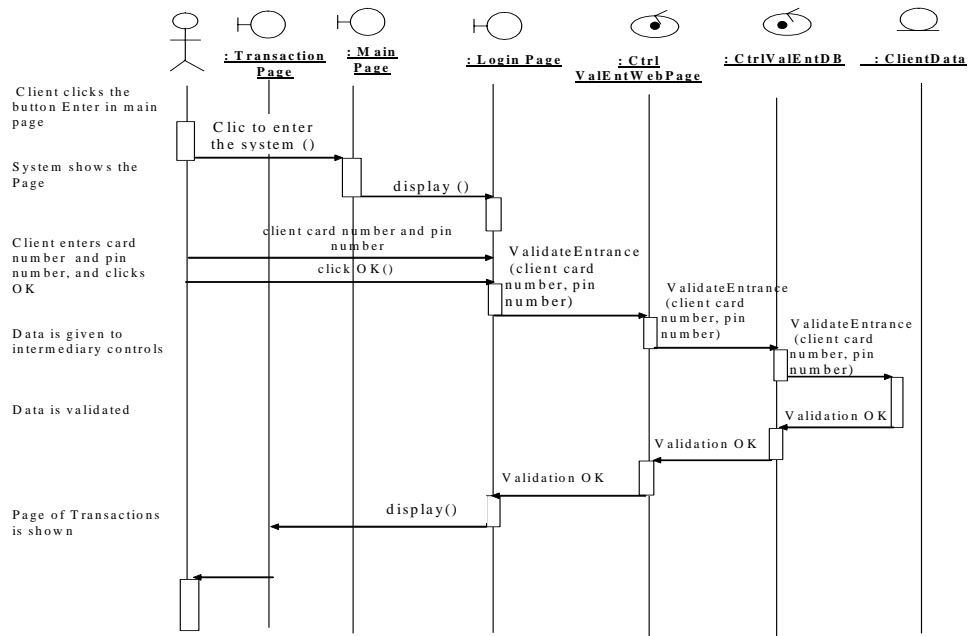 : Transaction
Page
: Main
Page
: Login Page
: Ctrl
ValEntWebPage
: CtrlValEntDB
: ClientData
Client clicks the
button Enter in main
page
Clic to enter
the system ()
System shows the
Page
display ()
client card number and pin
number
Client enters card
number and pin
number, and clicks
OK
click OK()
ValidateEntrance
(client card
number, pin
number)
ValidateEntrance
(client card
number, pin
number)
ValidateEntrance
(client card
number, pin
number)
Data is given to
intermediary controls
Data is validated
Validation OK
Validation OK
Validation OK
Page of Transactions
is shown
display()